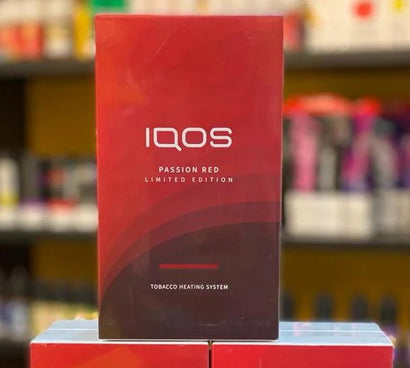 IQOS
PASSION RED
LIMITED EDITION
TOBACCO HEATING SYSTEM